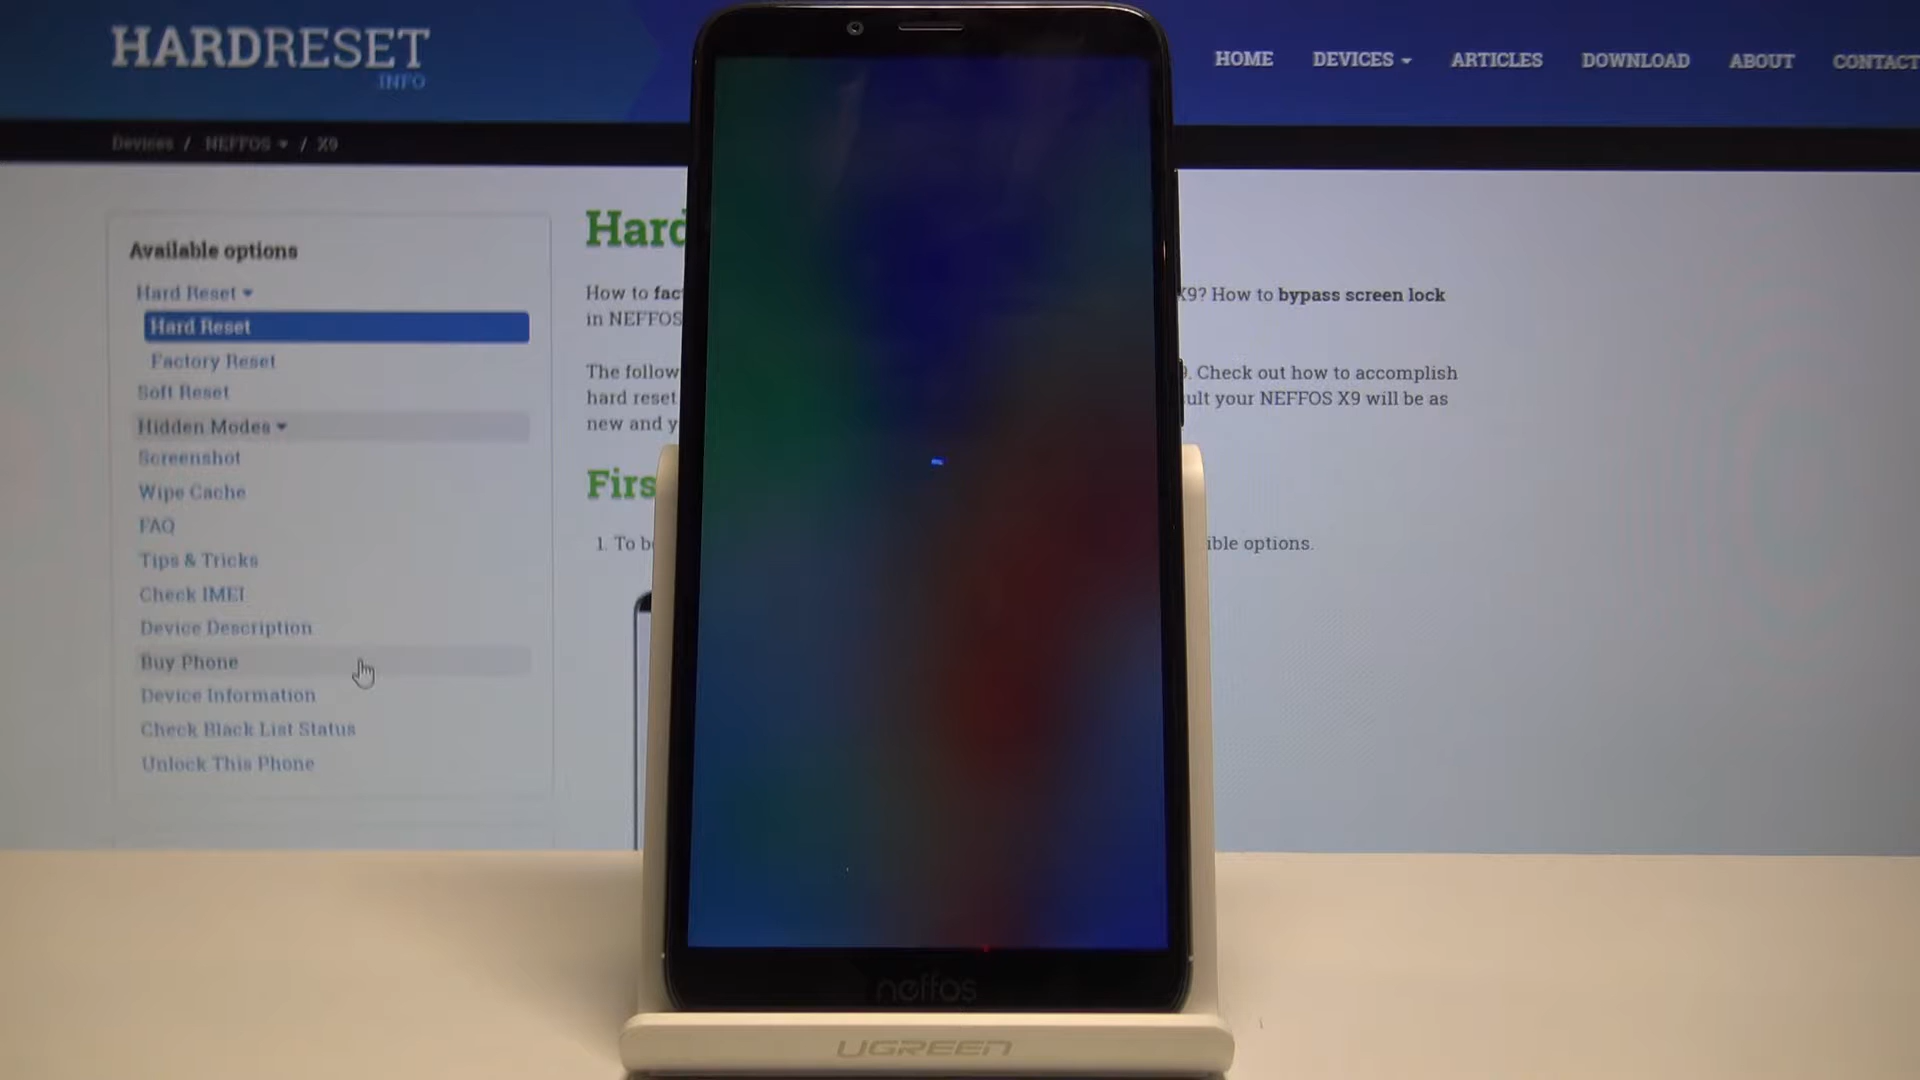 HARDRESET
.INFO
HOME DEVICES ARTICLES DOWNLOAD ABOUT CONTACT
Devices / NEFFOS / X9
Available options
Hard Reset
Hard Reset
Factory Reset
Soft Reset
Hidden Modes
Screenshot
Wipe Cache
FAQ
Tips & Tricks
Check IMEI
Device Description
Buy Phone
Device Information
Check Black List Status
Unlock This Phone
Hard
How to fac X9? How to bypass screen lock
in NEFFOS
The follow 9. Check out how to accomplish
hard reset ult your NEFFOS X9 will be as
new and y
Firs
1. To b ible options.
neffos
UGREEN